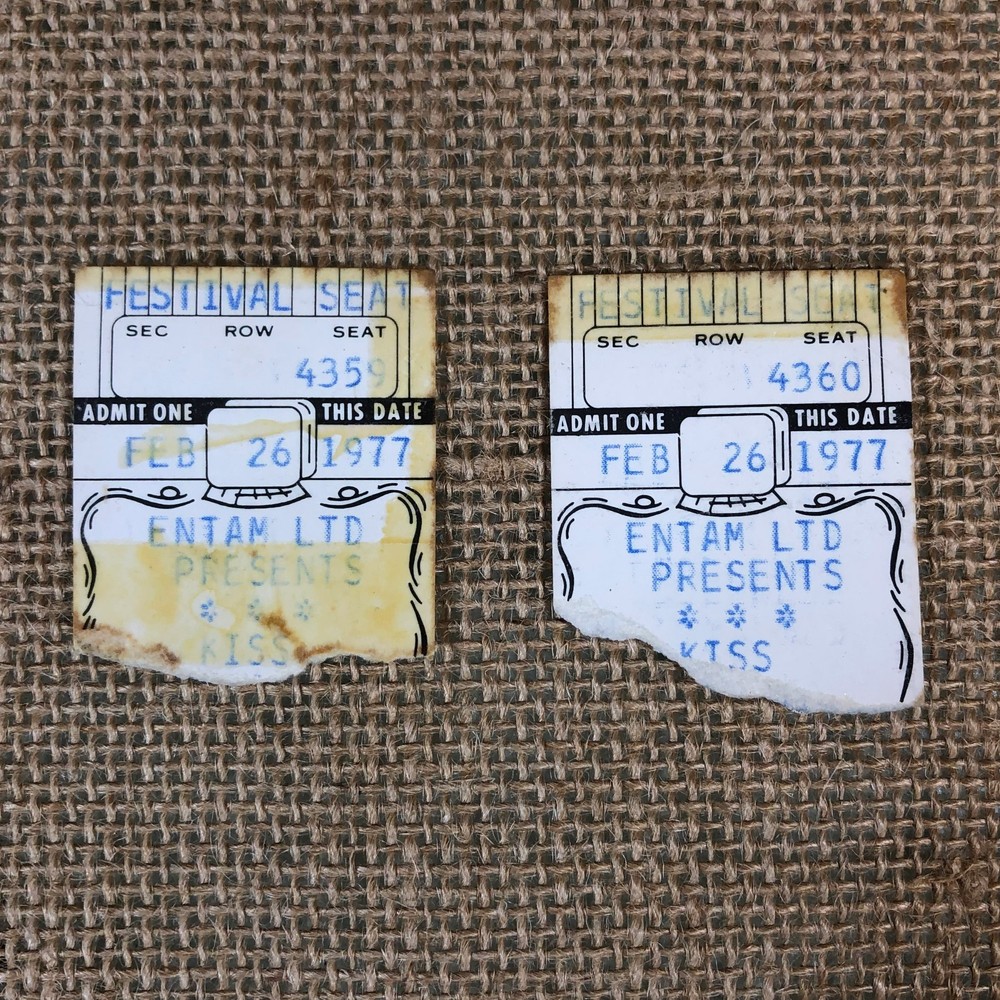 FESTIVAL SEAT
SEC ROW SEAT
4359
ADMIT ONE THIS DATE
FEB 26 1977
ENTAM LTD
PRESENTS
* * *
KISS
FESTIVAL SEAT
SEC ROW SEAT
4360
ADMIT ONE THIS DATE
FEB 26 1977
ENTAM LTD
PRESENTS
* * *
KISS